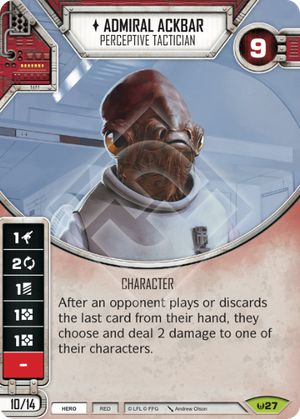 ADMIRAL ACKBAR
PERCEPTIVE TACTICIAN
9
1
2
1
1
1
-
CHARACTER
After an opponent plays or discards
the last card from their hand, they
choose and deal 2 damage to one of
their characters.
10/14
HERO
RED
© LFL © FFG
Andrew Olson
27